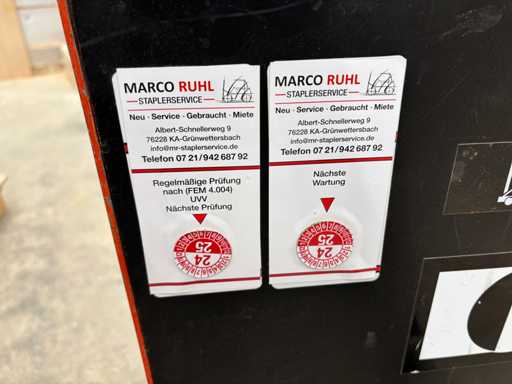 MARCO RUHL
STAPLERSERVICE
Neu · Service · Gebraucht · Miete
Albert-Schnellerweg 9
76228 KA-Grünwettersbach
info@mr-staplerservice.de
Telefon 07 21/942 687 92
Regelmäßige Prüfung
nach (FEM 4.004)
UVV
Nächste Prüfung
24
25
MARCO RUHL
STAPLERSERVICE
Neu · Service · Gebraucht · Miete
Albert-Schnellerweg 9
76228 KA-Grünwettersbach
info@mr-staplerservice.de
Telefon 07 21/942 687 92
Nächste
Wartung
24
25